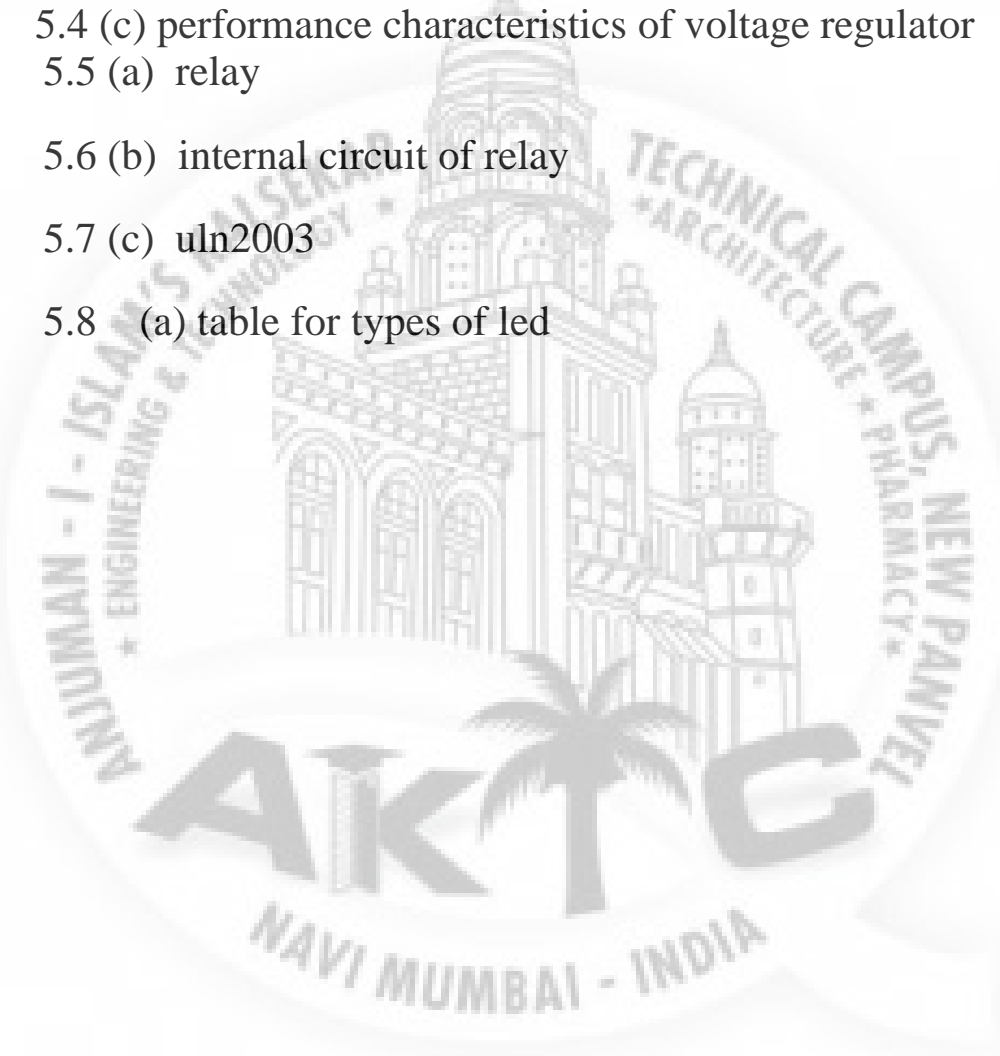 5.4 (c) performance characteristics of voltage regulator
5.5 (a) relay
5.6 (b) internal circuit of relay
5.7 (c) uln2003
5.8 (a) table for types of led
ANJUMAN - I - ISLAM'S KALSEKAR TECHNICAL CAMPUS, NEW PANVEL
* ENGINEERING & TECHNOLOGY * *ARCHITECTURE * PHARMACY*
AKTC
NAVI MUMBAI - INDIA